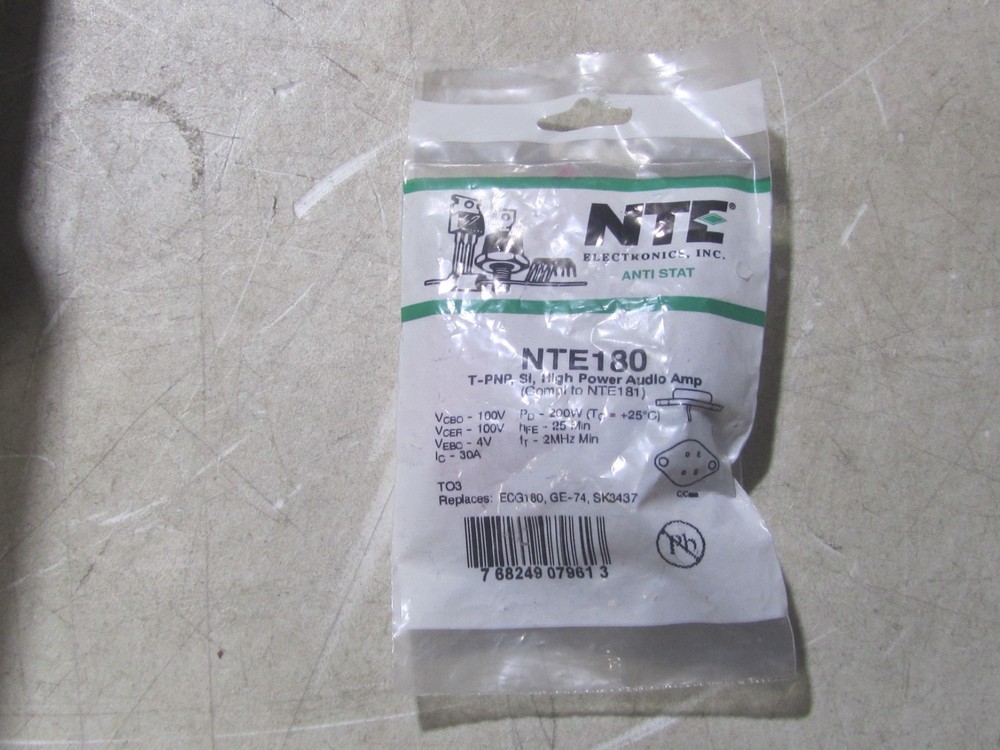 NTE®
ELECTRONICS, INC.
ANTI STAT
NTE180
T-PNP, SI, High Power Audio Amp
(Compl to NTE181)
VCBO - 100V PD - 200W (TC = +25°C)
VCER - 100V hFE - 25 Min
VEBO - 4V fT - 2MHz Min
IC - 30A
TO3
Replaces: ECG180, GE-74, SK3437
Pb
7 68249 07961 3